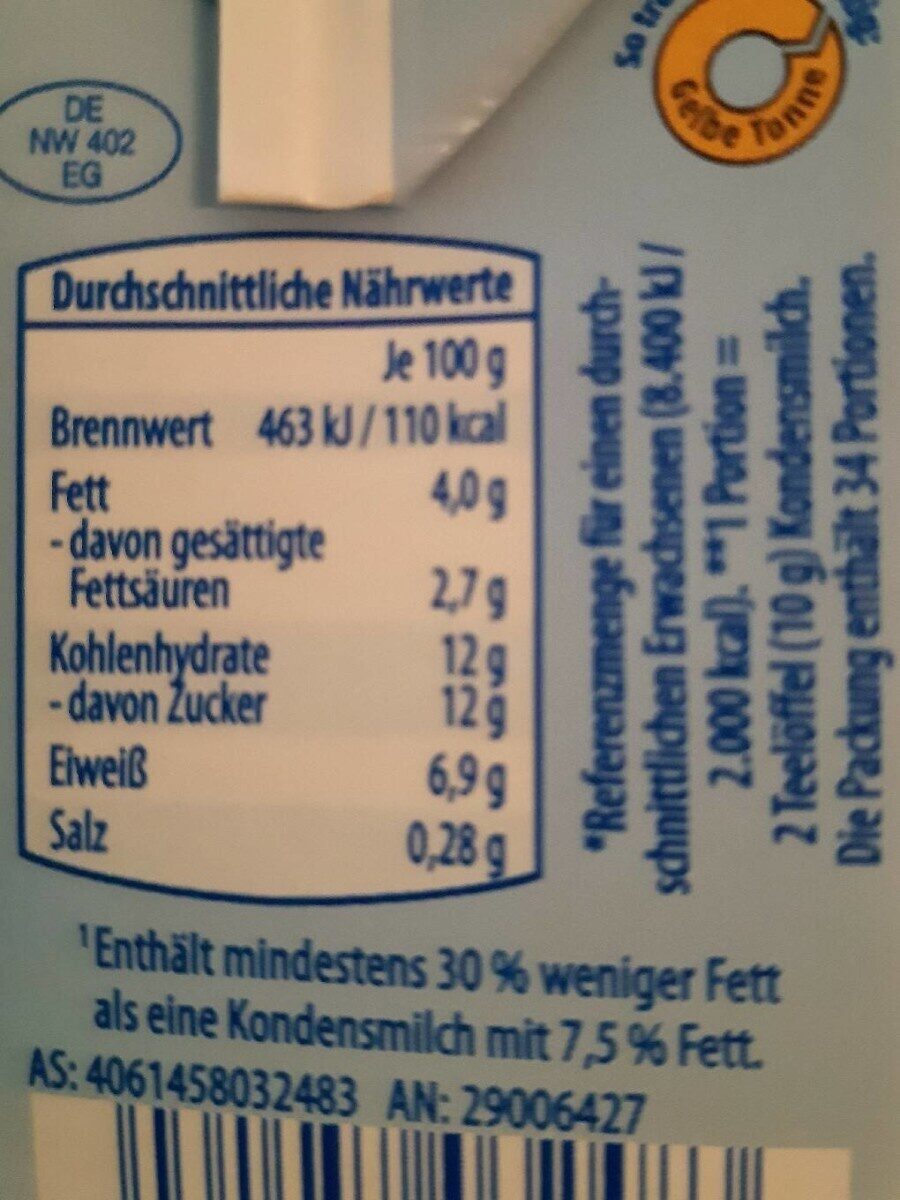 So
Gelbe Tonne
DE
NW 402
EG
Durchschnittliche Nährwerte
Je 100 g
Brennwert 463 kJ / 110 kcal
Fett 4,0 g
- davon gesättigte
Fettsäuren 2,7 g
Kohlenhydrate 12 g
- davon Zucker 12 g
Eiweiß 6,9 g
Salz 0,28 g
*Referenzmenge für einen durch-
schnittlichen Erwachsenen (8.400 kJ /
2.000 kcal). **1 Portion =
2 Teelöffel (10 g) Kondensmilch.
Die Packung enthält 34 Portionen.
¹Enthält mindestens 30 % weniger Fett
als eine Kondensmilch mit 7,5 % Fett.
AS: 4061458032483 AN: 29006427